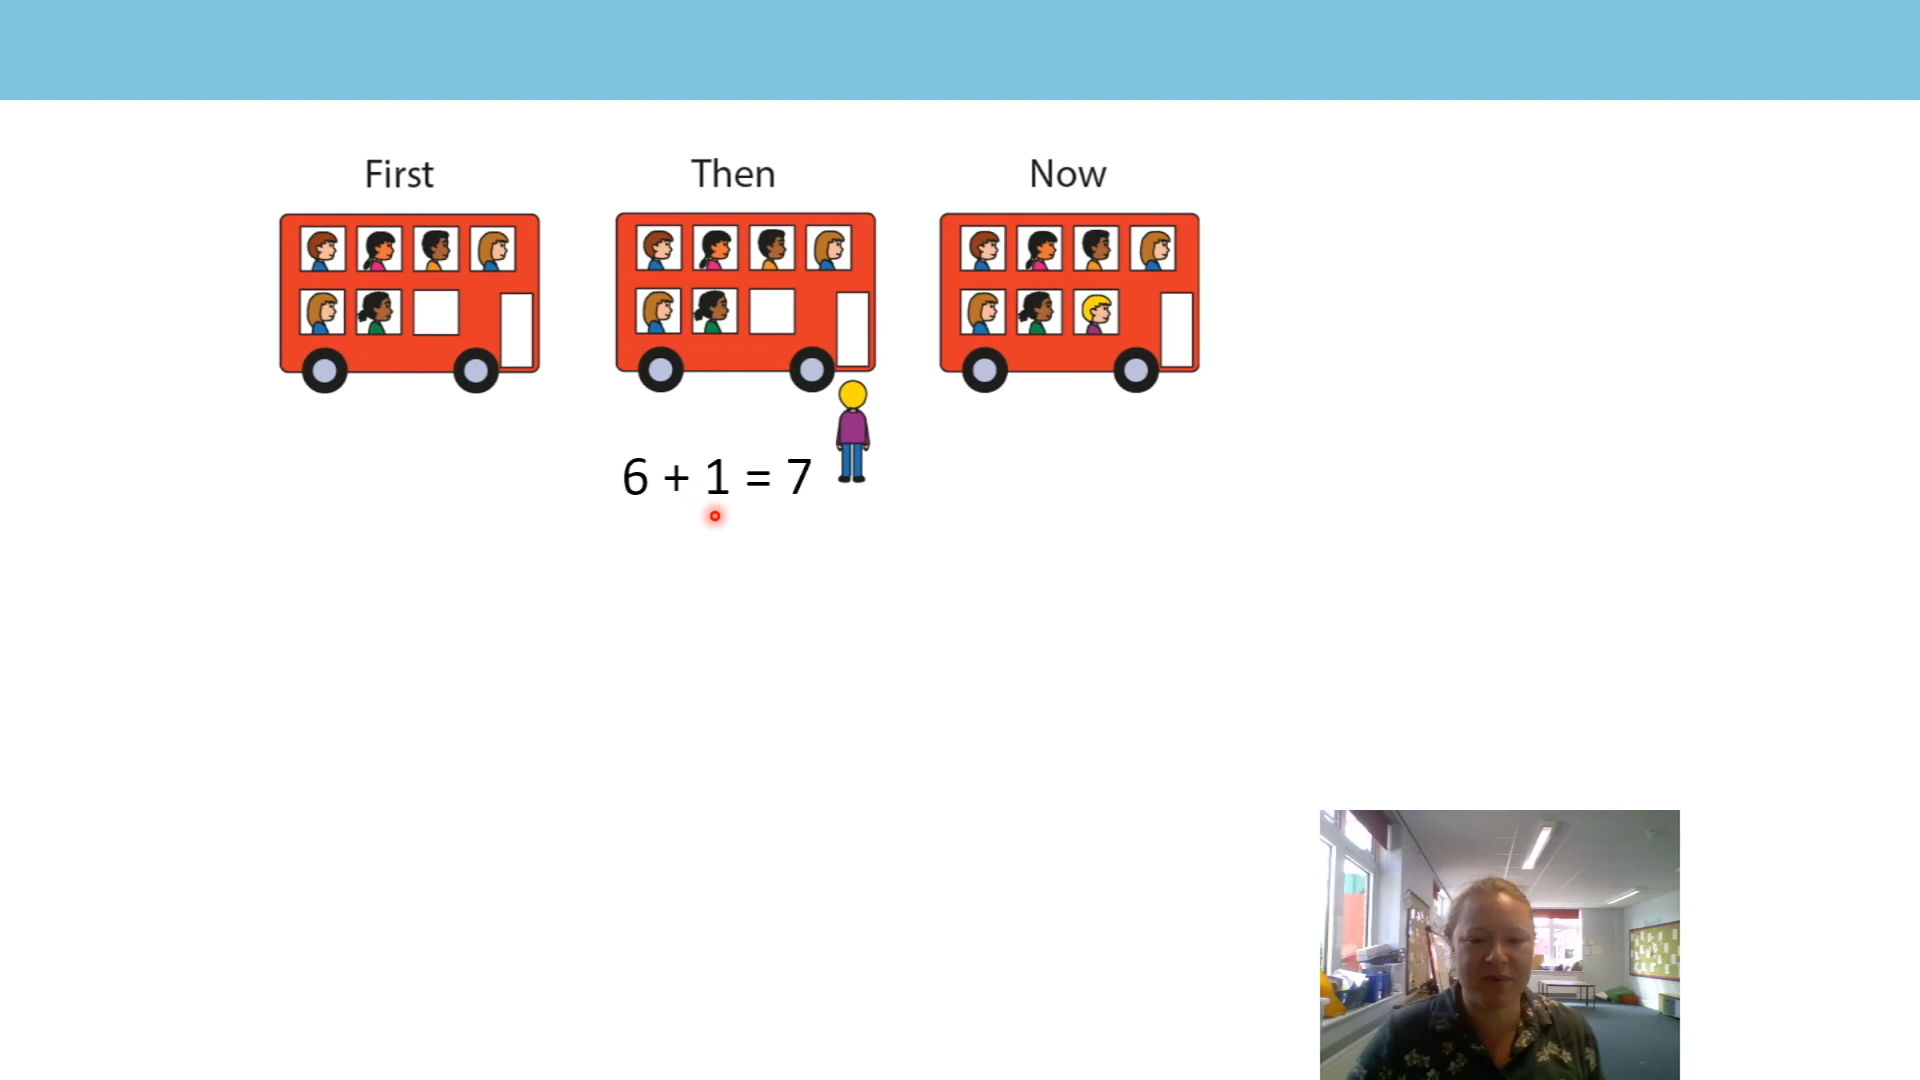 First Then Now
6 + 1 = 7